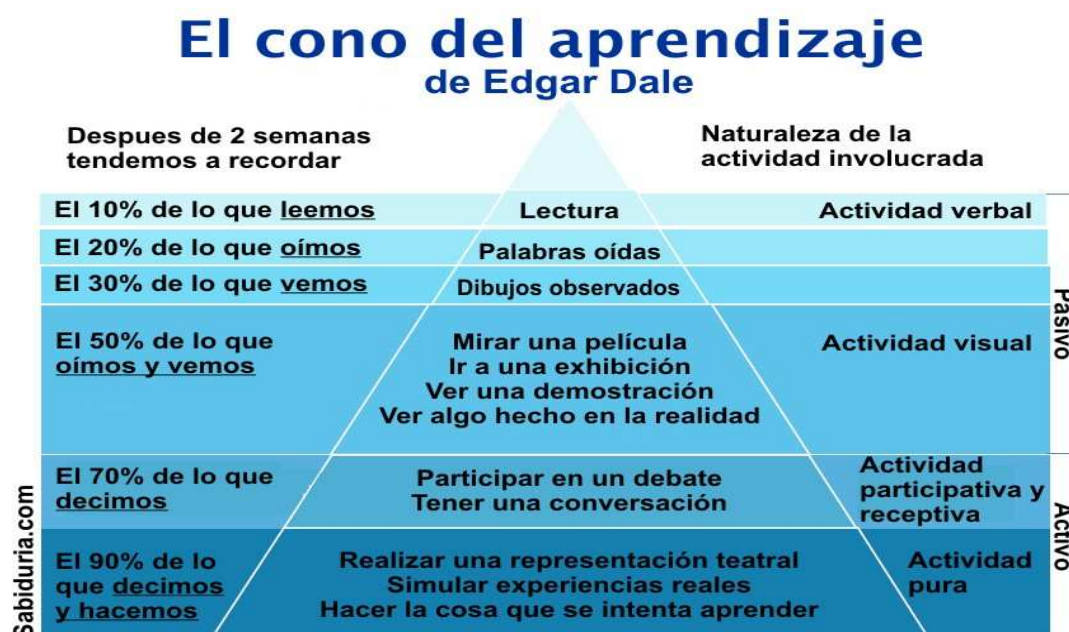 El cono del aprendizaje
de Edgar Dale
Despues de 2 semanas
tendemos a recordar
Naturaleza de la
actividad involucrada
El 10% de lo que leemos
Lectura
Actividad verbal
El 20% de lo que oímos
Palabras oídas
El 30% de lo que vemos
Dibujos observados
El 50% de lo que
oímos y vemos
Mirar una película
Ir a una exhibición
Ver una demostración
Ver algo hecho en la realidad
Actividad visual
Pasivo
El 70% de lo que
decimos
Participar en un debate
Tener una conversación
Actividad
participativa y
receptiva
El 90% de lo
que decimos
y hacemos
Realizar una representación teatral
Simular experiencias reales
Hacer la cosa que se intenta aprender
Actividad
pura
Activo
Sabiduria.com